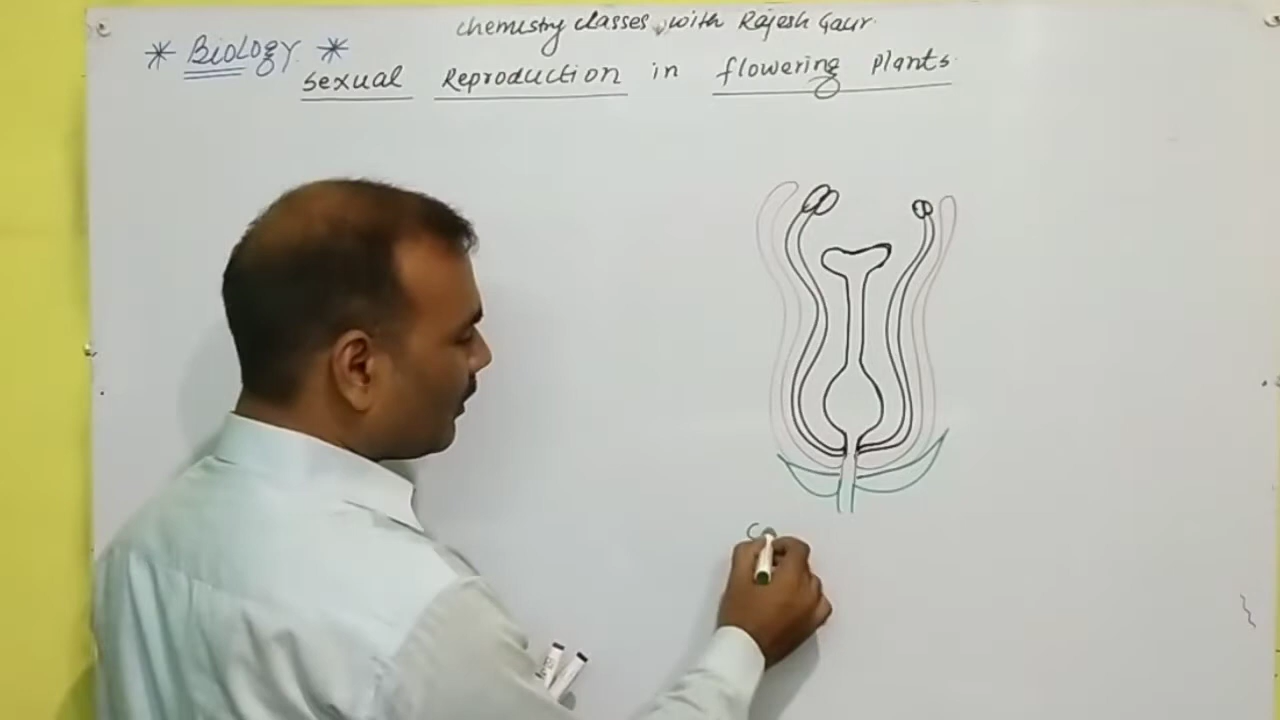 chemistry classes with Rajesh Gaur
* Biology *
Sexual Reproduction in flowering plants